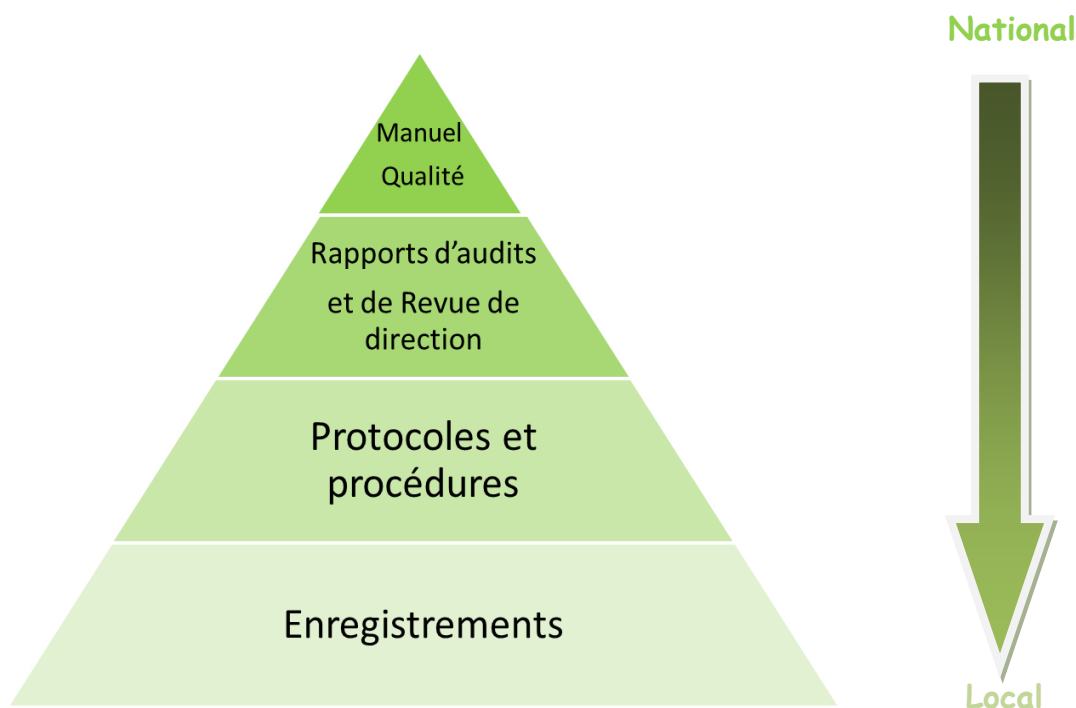 National
Manuel
Qualité
Rapports d’audits
et de Revue de
direction
Protocoles et
procédures
Enregistrements
Local